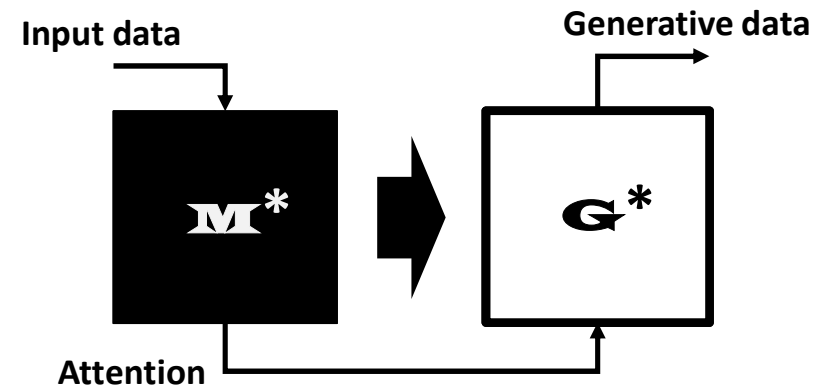 Input data
Generative data
M*
G*
Attention